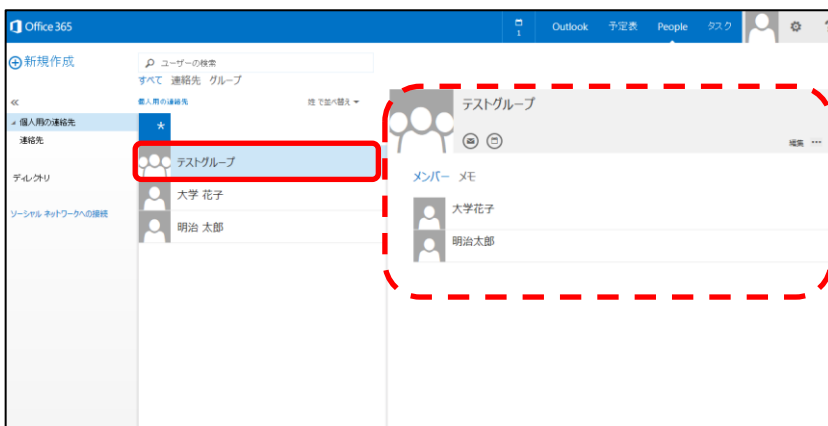 Office 365
1
Outlook 予定表 People タスク
?
新規作成
ユーザーの検索
すべて 連絡先 グループ
«
個人用の連絡先
姓 で並べ替え
個人用の連絡先
連絡先
*
テストグループ
ディレクトリ
大学 花子
ソーシャル ネットワークへの接続
明治 太郎
テストグループ
編集 •••
メンバー メモ
大学花子
明治太郎